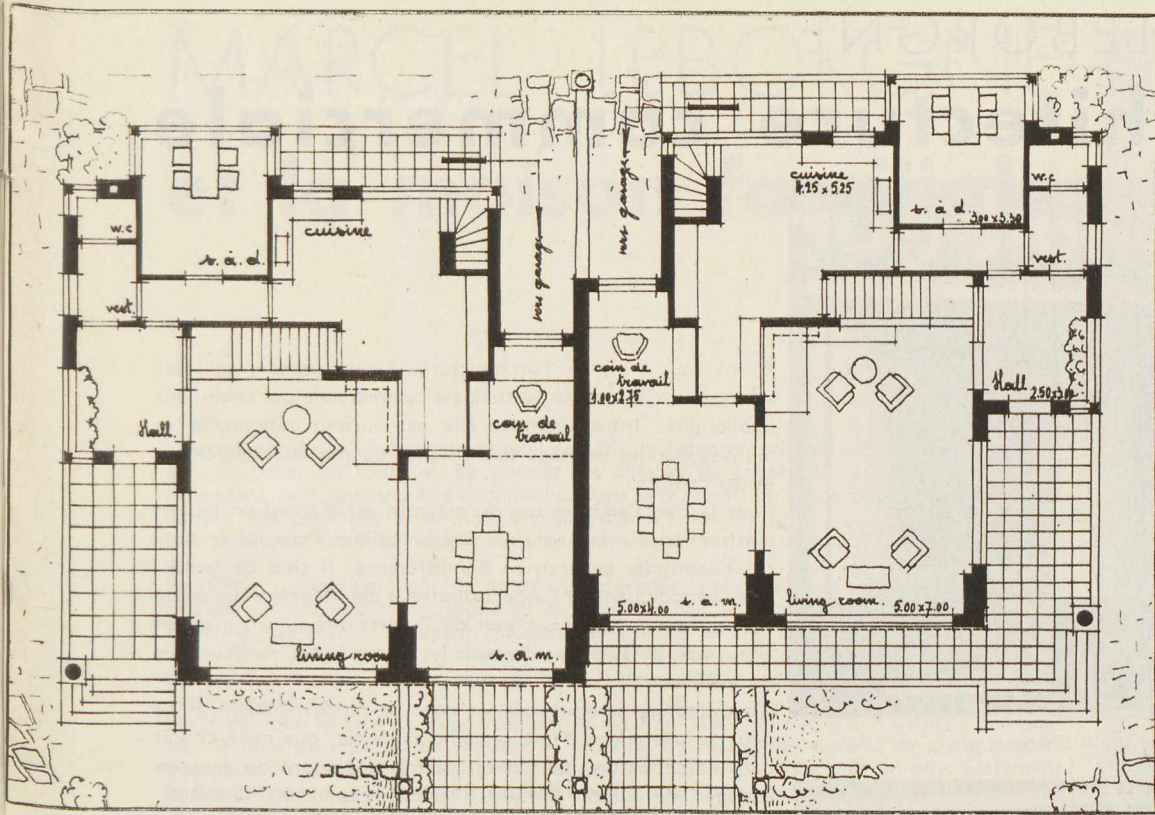 w.c
s. à. d.
cuisine
vest.
vers garage
Hall
coin de
travail
living room
s. à. m.
vers garage
cuisine
4.25 x 5.25
s. à d.
3.00 x 3.50
w.c
vest.
coin de
travail
Hall
2.50 x 3.00
5.00 x 4.00
s. à. m.
living room.
5.00 x 7.00